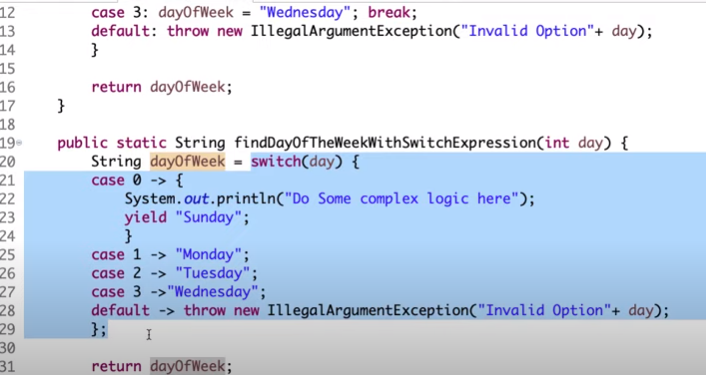 12 case 3: dayOfWeek = "Wednesday"; break;
13 default: throw new IllegalArgumentException("Invalid Option"+ day);
14 }
15
16 return dayOfWeek;
17 }
18
19 public static String findDayOfTheWeekWithSwitchExpression(int day) {
20 String dayOfWeek = switch(day) {
21 case 0 -> {
22 System.out.println("Do Some complex logic here");
23 yield "Sunday";
24 }
25 case 1 -> "Monday";
26 case 2 -> "Tuesday";
27 case 3 ->"Wednesday";
28 default -> throw new IllegalArgumentException("Invalid Option"+ day);
29 };
30
31 return dayOfWeek;